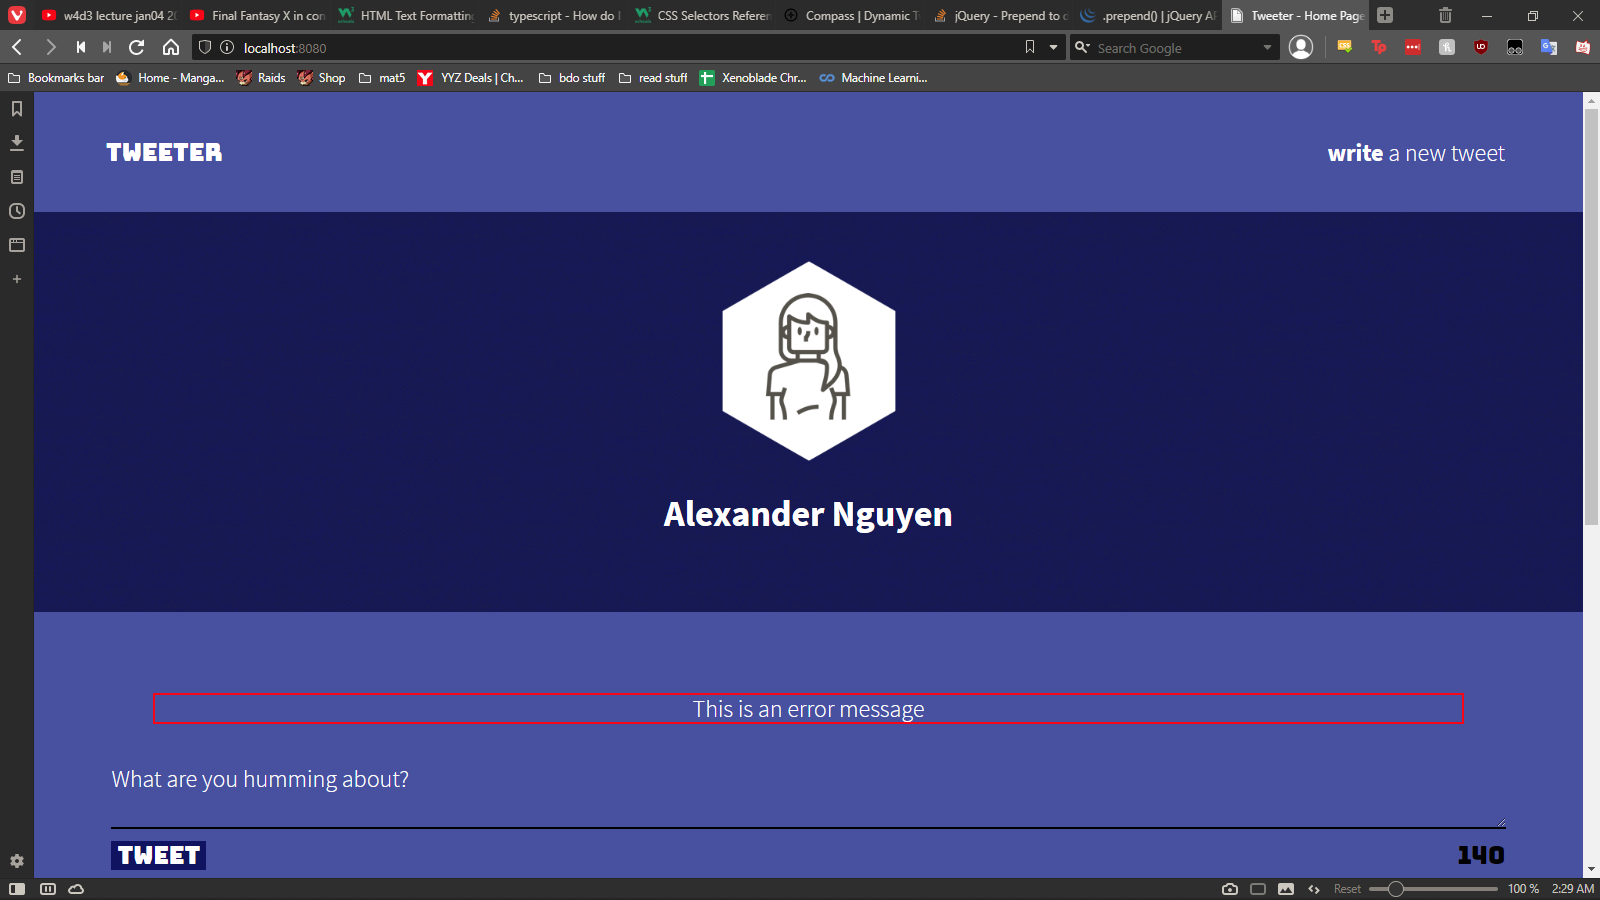 w4d3 lecture jan04 20
Final Fantasy X in con
HTML Text Formatting
typescript - How do I
CSS Selectors Referen
Compass | Dynamic T
jQuery - Prepend to d
.prepend() | jQuery A
Tweeter - Home Page
localhost:8080
Search Google
Bookmarks bar
Home - Manga...
Raids
Shop
mat5
YYZ Deals | Ch...
bdo stuff
read stuff
Xenoblade Chr...
Machine Learni...
TWEETER
write a new tweet
Alexander Nguyen
This is an error message
What are you humming about?
TWEET
140
Reset
100 %
2:29 AM